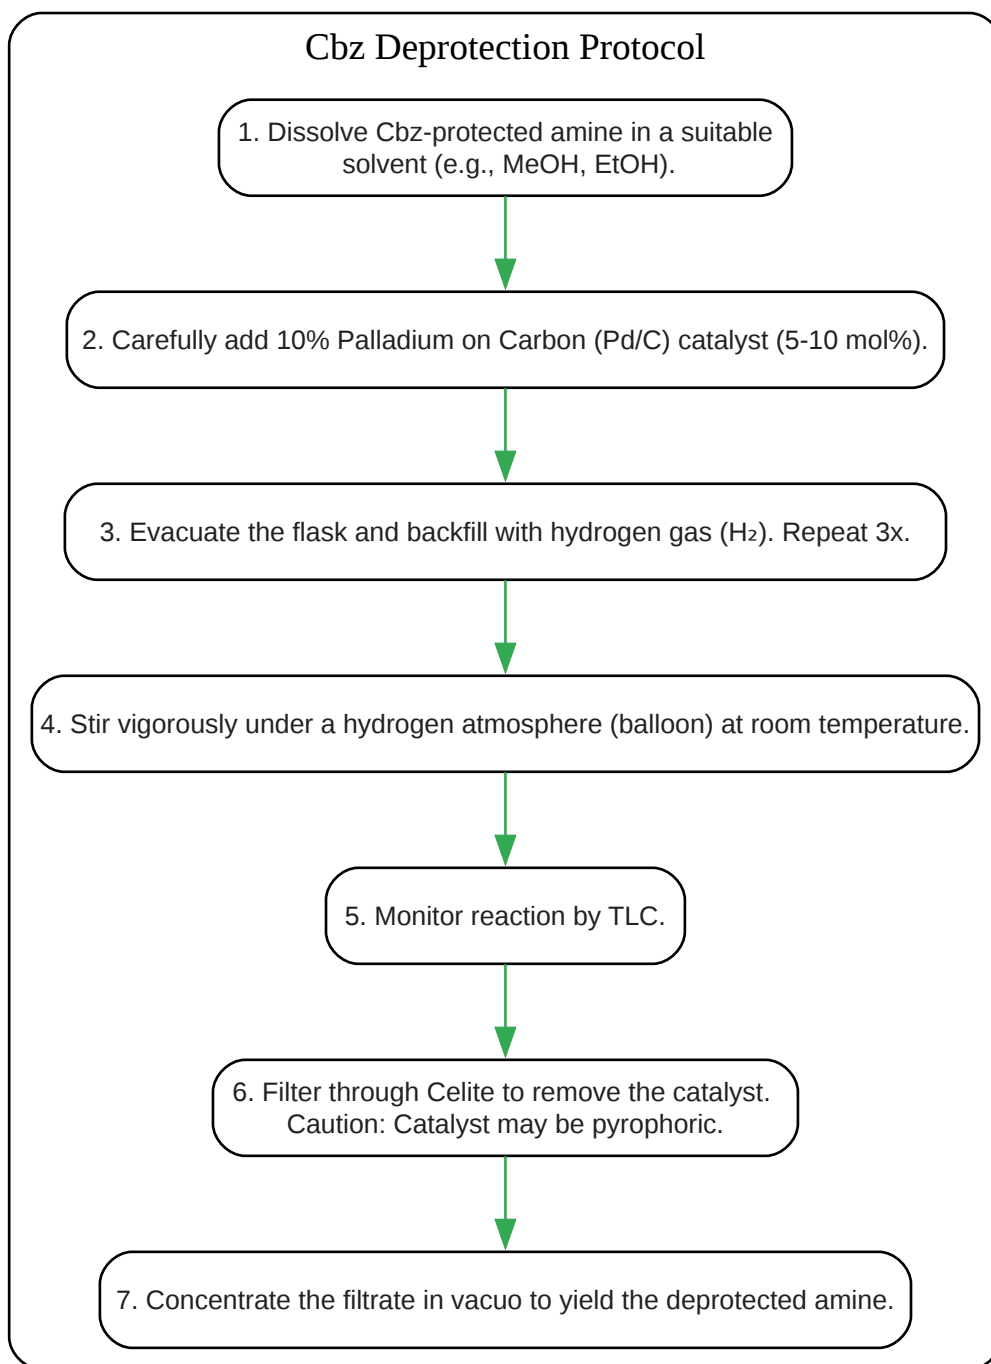 Cbz Deprotection Protocol
1. Dissolve Cbz-protected amine in a suitable
solvent (e.g., MeOH, EtOH).
2. Carefully add 10% Palladium on Carbon (Pd/C) catalyst (5-10 mol%).
3. Evacuate the flask and backfill with hydrogen gas (H₂). Repeat 3x.
4. Stir vigorously under a hydrogen atmosphere (balloon) at room temperature.
5. Monitor reaction by TLC.
6. Filter through Celite to remove the catalyst.
Caution: Catalyst may be pyrophoric.
7. Concentrate the filtrate in vacuo to yield the deprotected amine.